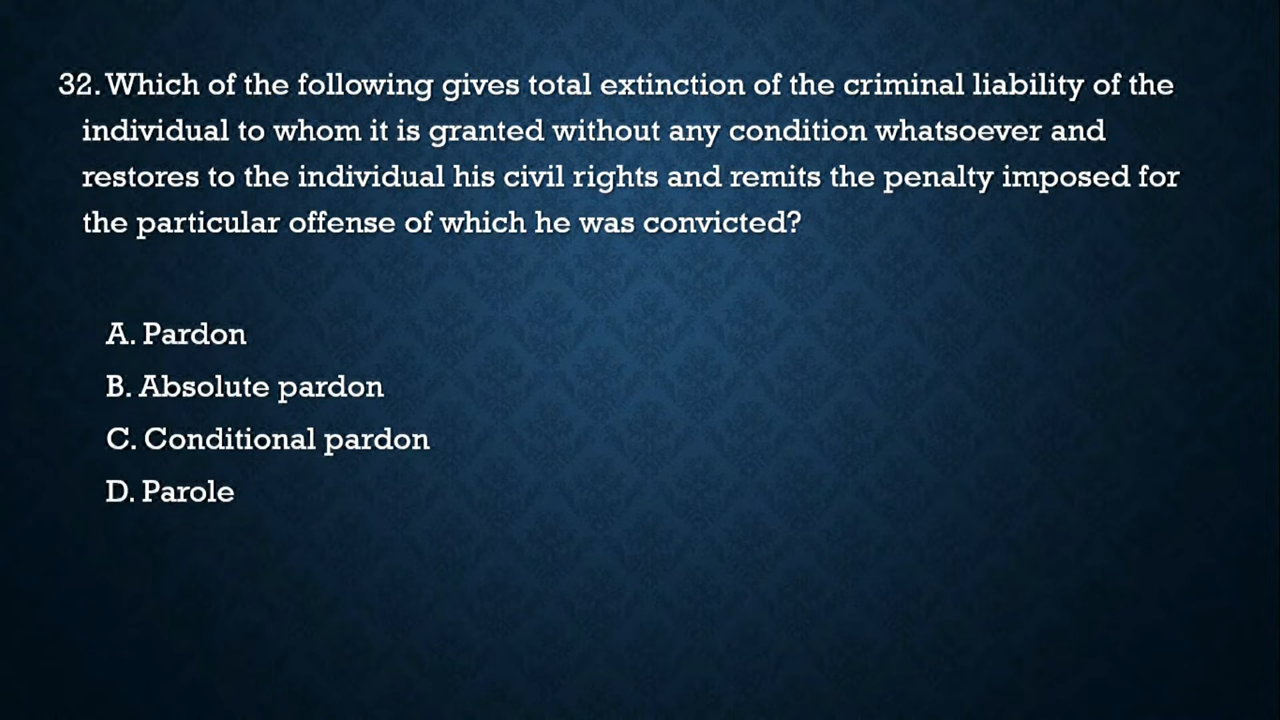 32. Which of the following gives total extinction of the criminal liability of the
individual to whom it is granted without any condition whatsoever and
restores to the individual his civil rights and remits the penalty imposed for
the particular offense of which he was convicted?
A. Pardon
B. Absolute pardon
C. Conditional pardon
D. Parole